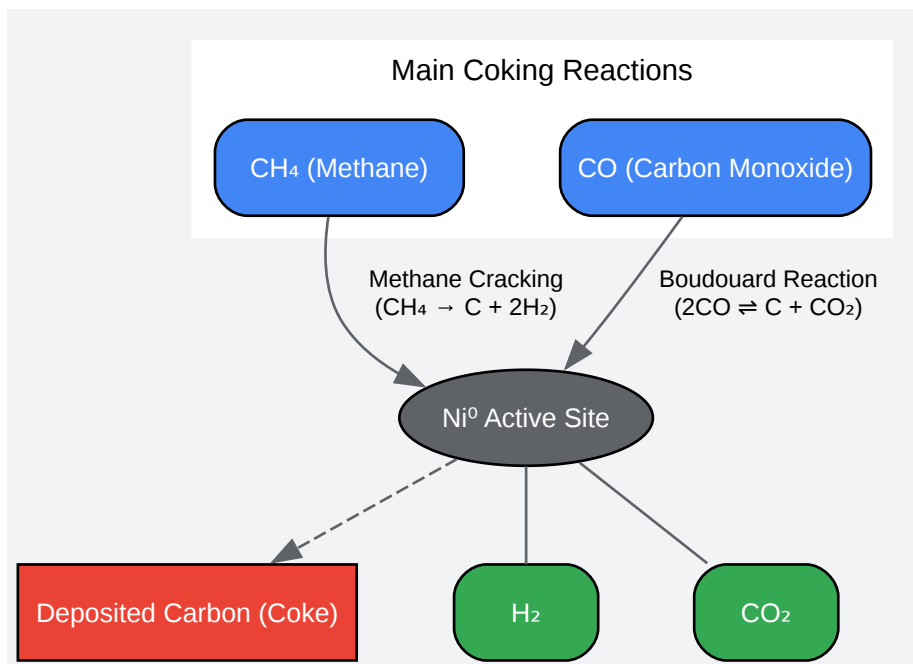 Main Coking Reactions
CH₄ (Methane)
CO (Carbon Monoxide)
Methane Cracking
(CH₄ → C + 2H₂)
Boudouard Reaction
(2CO ⇌ C + CO₂)
Ni⁰ Active Site
Deposited Carbon (Coke)
H₂
CO₂